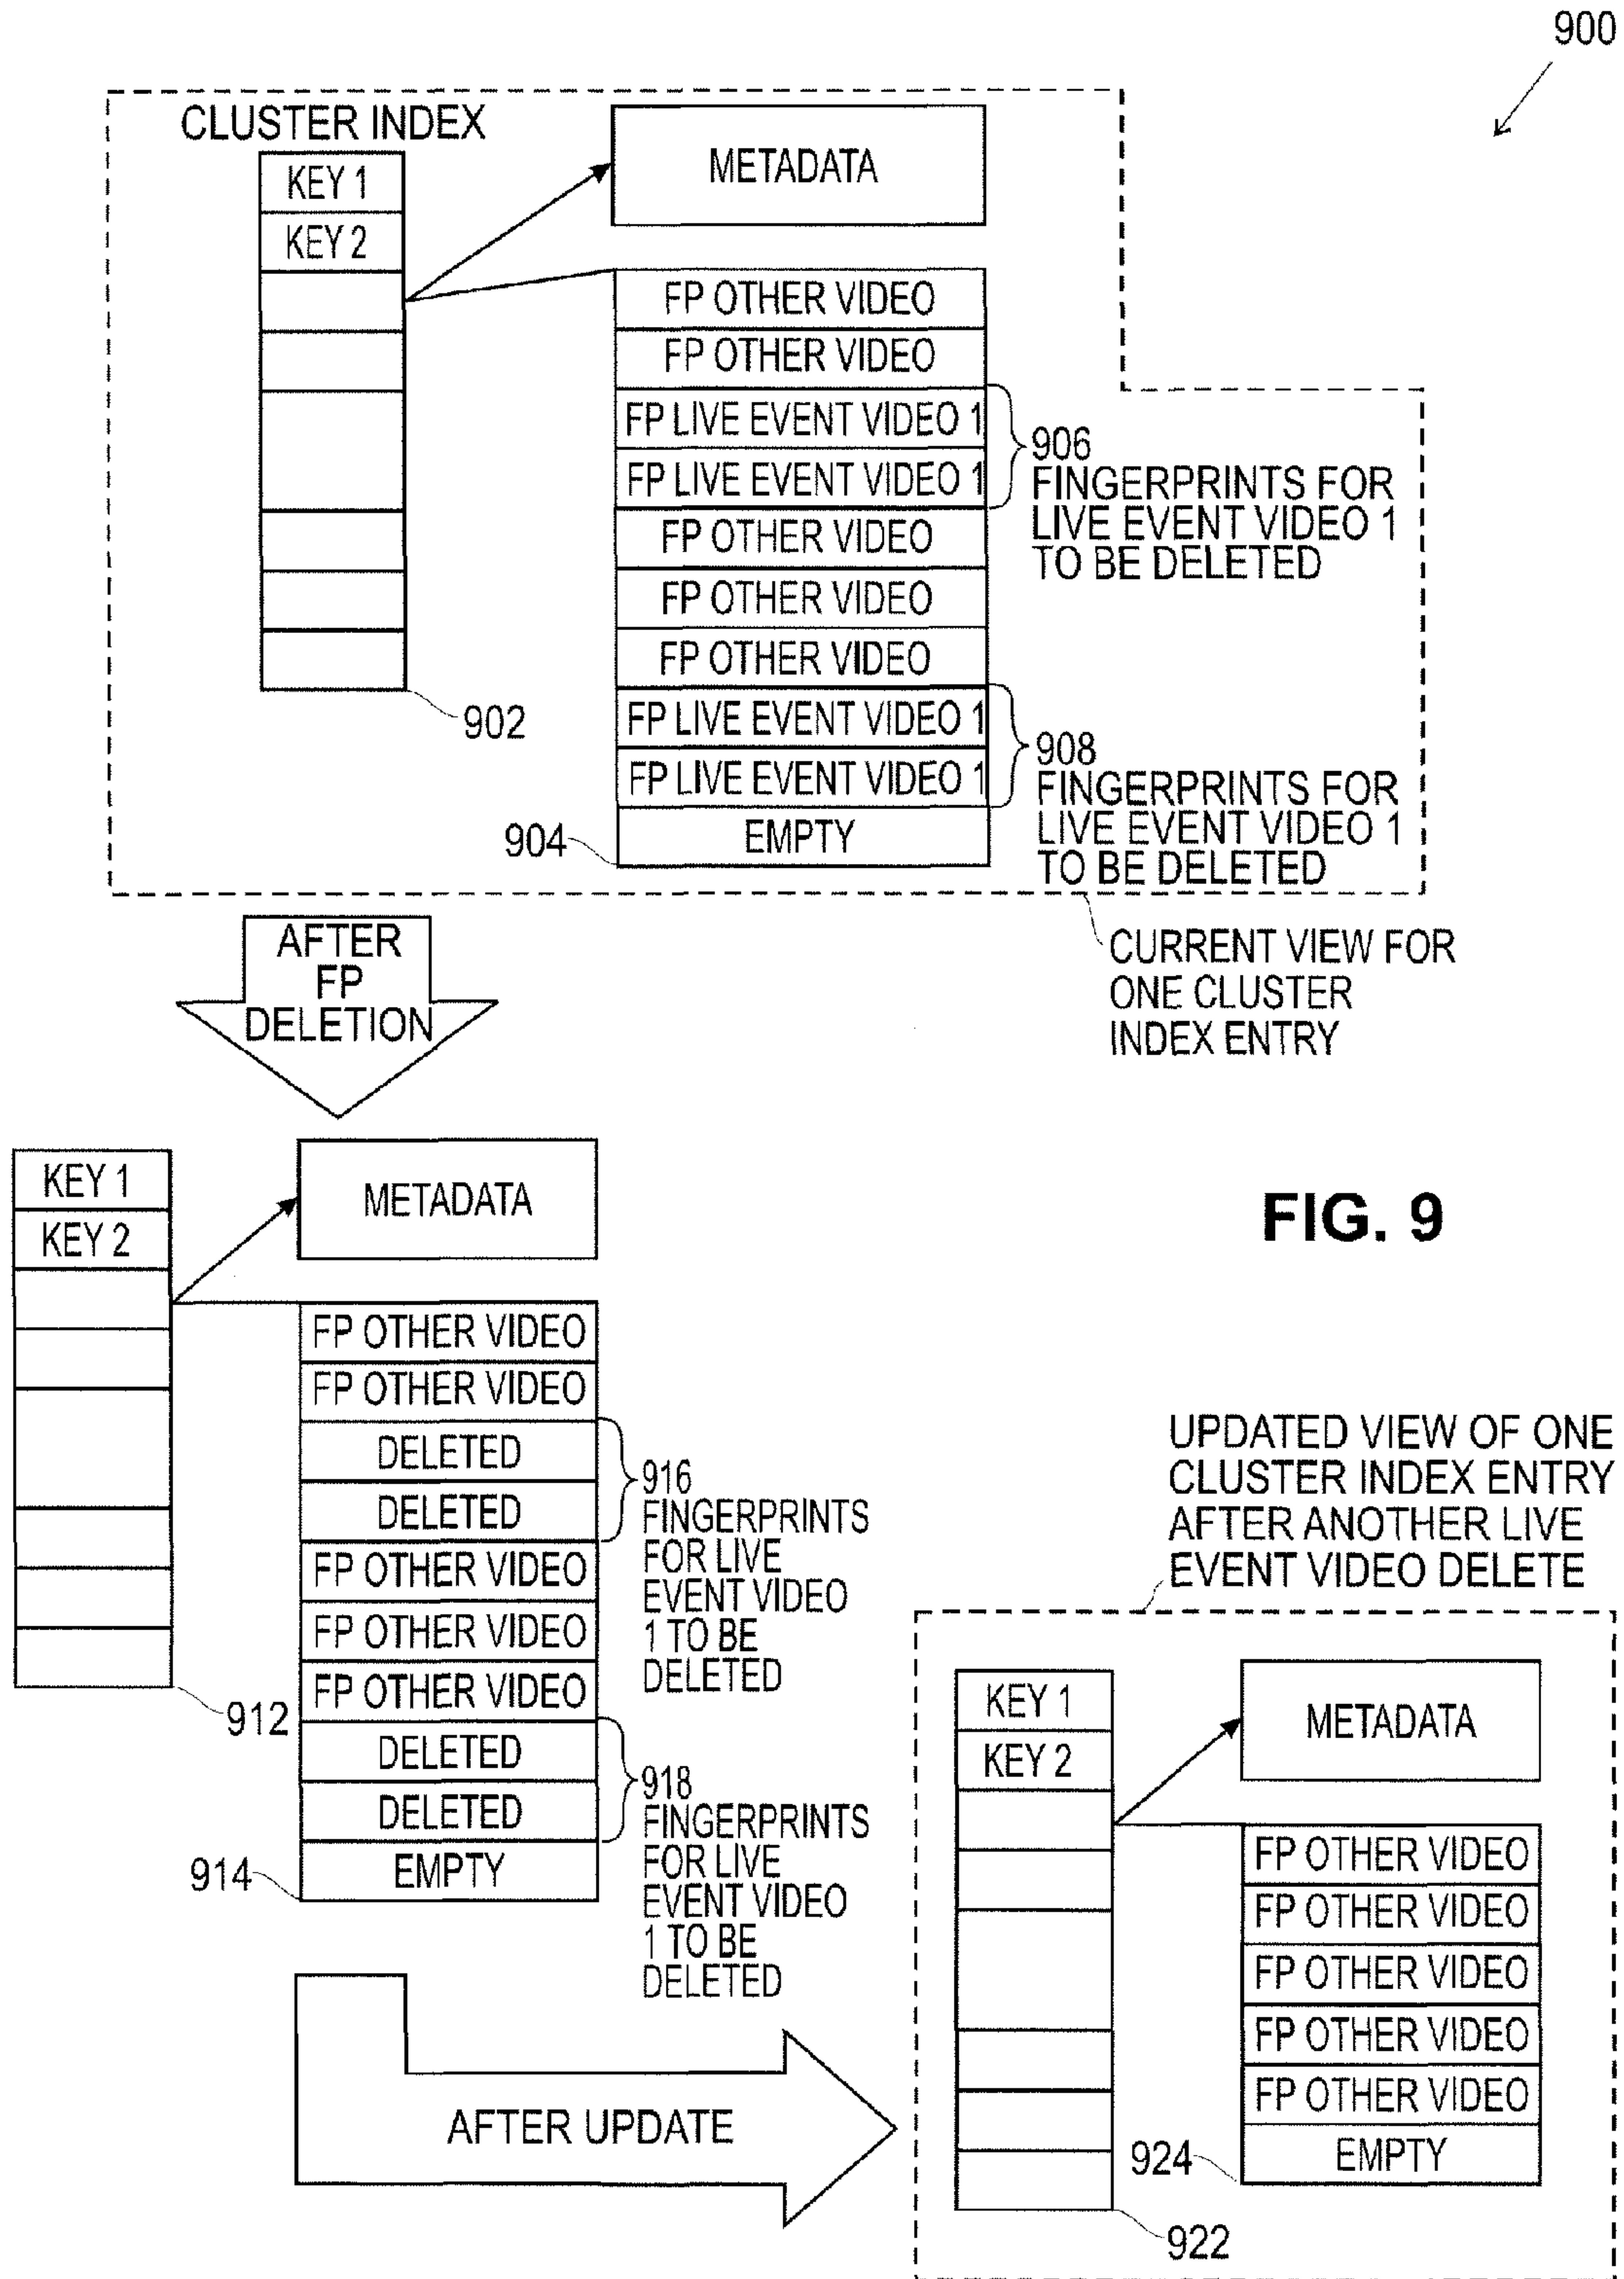 900
CLUSTER INDEX
KEY 1
KEY 2
902
METADATA
FP OTHER VIDEO
FP OTHER VIDEO
FP LIVE EVENT VIDEO 1
FP LIVE EVENT VIDEO 1
FP OTHER VIDEO
FP OTHER VIDEO
FP OTHER VIDEO
FP LIVE EVENT VIDEO 1
FP LIVE EVENT VIDEO 1
EMPTY
904
906
FINGERPRINTS FOR
LIVE EVENT VIDEO 1
TO BE DELETED
908
FINGERPRINTS FOR
LIVE EVENT VIDEO 1
TO BE DELETED
CURRENT VIEW FOR
ONE CLUSTER
INDEX ENTRY
AFTER
FP
DELETION
KEY 1
KEY 2
912
METADATA
FP OTHER VIDEO
FP OTHER VIDEO
DELETED
DELETED
FP OTHER VIDEO
FP OTHER VIDEO
FP OTHER VIDEO
DELETED
DELETED
EMPTY
914
916
FINGERPRINTS
FOR LIVE
EVENT VIDEO
1 TO BE
DELETED
918
FINGERPRINTS
FOR LIVE
EVENT VIDEO
1 TO BE
DELETED
FIG. 9
AFTER UPDATE
UPDATED VIEW OF ONE
CLUSTER INDEX ENTRY
AFTER ANOTHER LIVE
EVENT VIDEO DELETE
KEY 1
KEY 2
922
METADATA
FP OTHER VIDEO
FP OTHER VIDEO
FP OTHER VIDEO
FP OTHER VIDEO
FP OTHER VIDEO
EMPTY
924